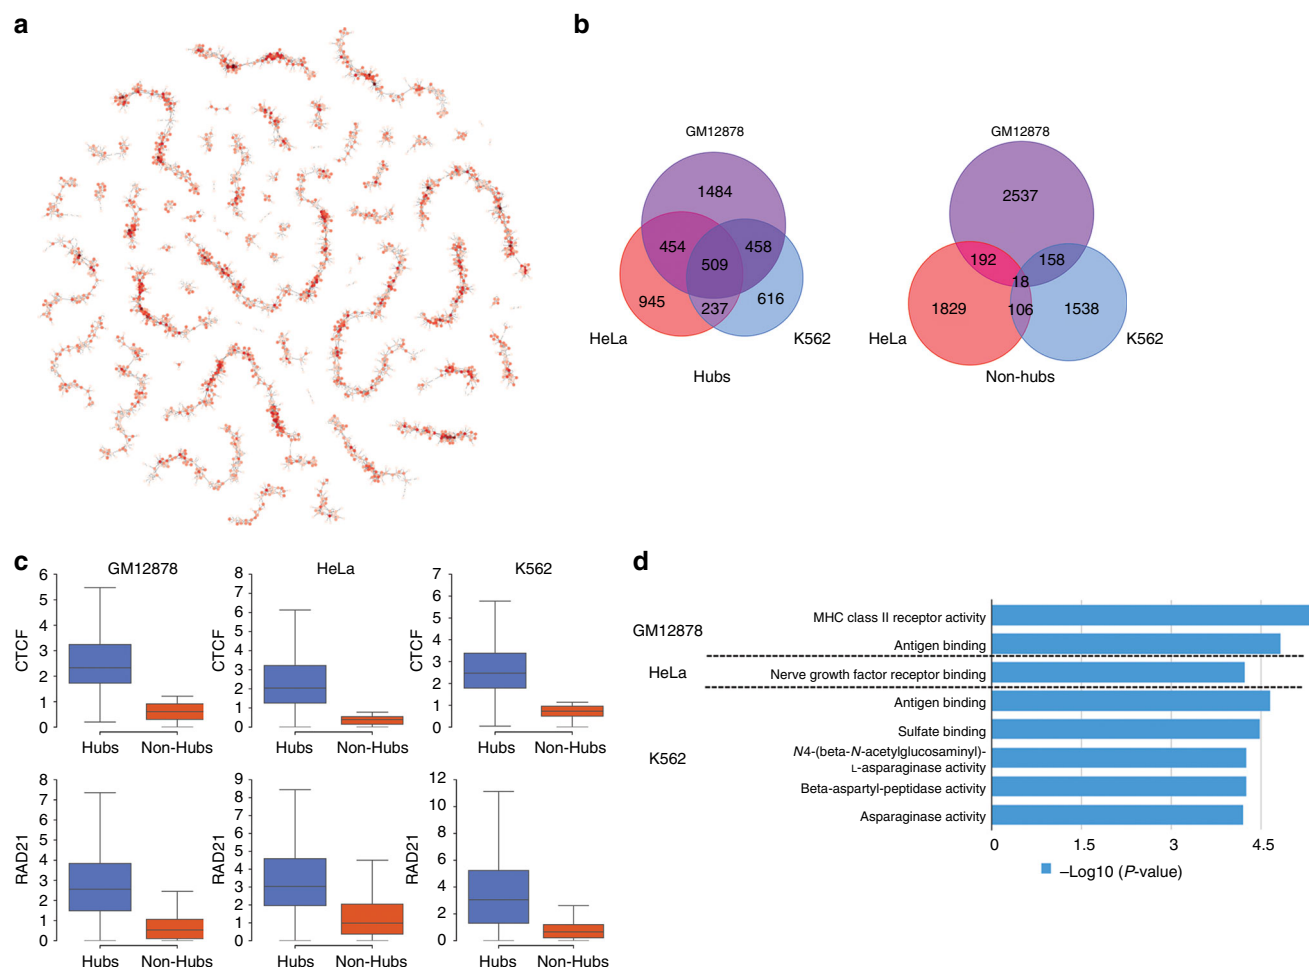 a
b
GM12878
1484
454
458
509
945
237
616
HeLa
K562
Hubs
GM12878
2537
192
158
18
1829
106
1538
HeLa
K562
Non-hubs
c
GM12878
HeLa
K562
6
5
4
3
2
1
0
CTCF
Hubs
Non-Hubs
8
7
6
5
4
3
2
1
0
CTCF
Hubs
Non-Hubs
7
6
5
4
3
2
1
0
CTCF
Hubs
Non-Hubs
8
7
6
5
4
3
2
1
0
RAD21
Hubs
Non-Hubs
9
8
7
6
5
4
3
2
1
0
RAD21
Hubs
Non-Hubs
12
10
8
6
4
2
0
RAD21
Hubs
Non-Hubs
d
GM12878
MHC class II receptor activity
Antigen binding
HeLa
Nerve growth factor receptor binding
K562
Antigen binding
Sulfate binding
N4-(beta-N-acetylglucosaminyl)-
L-asparaginase activity
Beta-aspartyl-peptidase activity
Asparaginase activity
0
1.5
3
4.5
–Log10 (P-value)